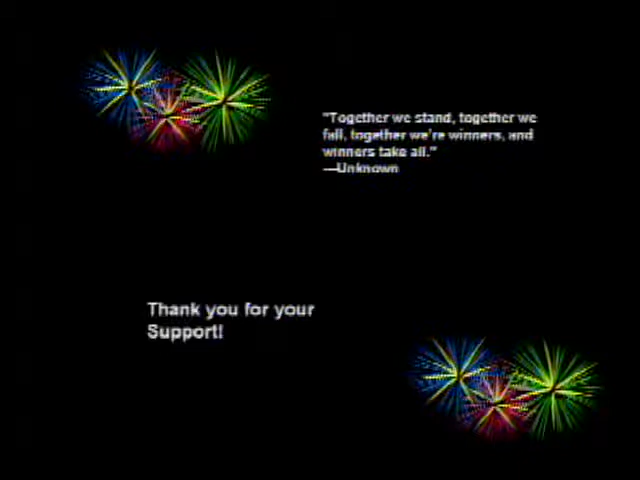 "Together we stand, together we
fall, together we're winners, and
winners take all."
—Unknown
Thank you for your
Support!